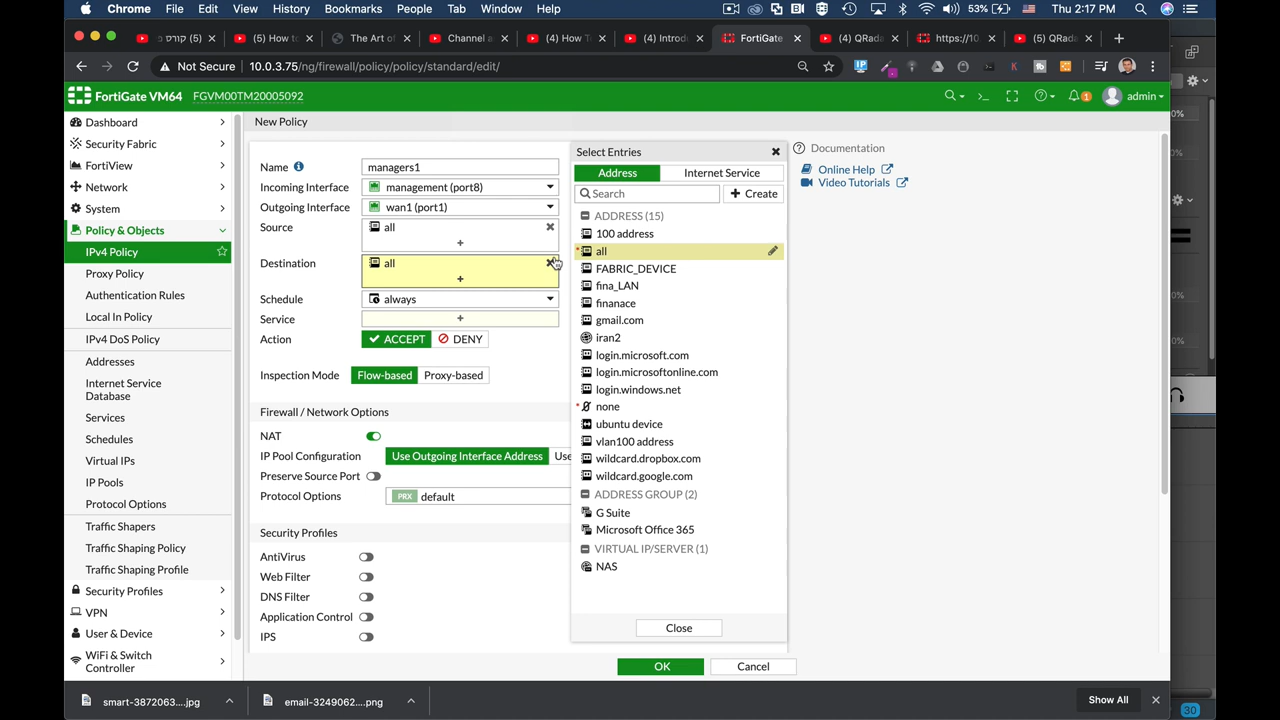 Chrome File Edit View History Bookmarks People Tab Window Help 53% Thu 2:17 PM
קורס מ (5) (5) How to The Art of Channel a (4) How T (4) Introdu FortiGate (4) QRada https://10 (5) QRada
Not Secure 10.0.3.75/ng/firewall/policy/policy/standard/edit/
FortiGate VM64 FGVM00TM20005092 1 admin
Dashboard
Security Fabric
FortiView
Network
System
Policy & Objects
IPv4 Policy
Proxy Policy
Authentication Rules
Local In Policy
IPv4 DoS Policy
Addresses
Internet Service
Database
Services
Schedules
Virtual IPs
IP Pools
Protocol Options
Traffic Shapers
Traffic Shaping Policy
Traffic Shaping Profile
Security Profiles
VPN
User & Device
WiFi & Switch
Controller
New Policy
Name managers1
Incoming Interface management (port8)
Outgoing Interface wan1 (port1)
Source all
+
Destination all
+
Schedule always
Service +
Action ACCEPT DENY
Inspection Mode Flow-based Proxy-based
Firewall / Network Options
NAT
IP Pool Configuration Use Outgoing Interface Address Use
Preserve Source Port
Protocol Options PRX default
Security Profiles
AntiVirus
Web Filter
DNS Filter
Application Control
IPS
Select Entries
Address Internet Service
Search + Create
ADDRESS (15)
100 address
all
FABRIC_DEVICE
fina_LAN
finanace
gmail.com
iran2
login.microsoft.com
login.microsoftonline.com
login.windows.net
none
ubuntu device
vlan100 address
wildcard.dropbox.com
wildcard.google.com
ADDRESS GROUP (2)
G Suite
Microsoft Office 365
VIRTUAL IP/SERVER (1)
NAS
Close
OK Cancel
Documentation
Online Help
Video Tutorials
smart-3872063....jpg email-3249062....png Show All
30